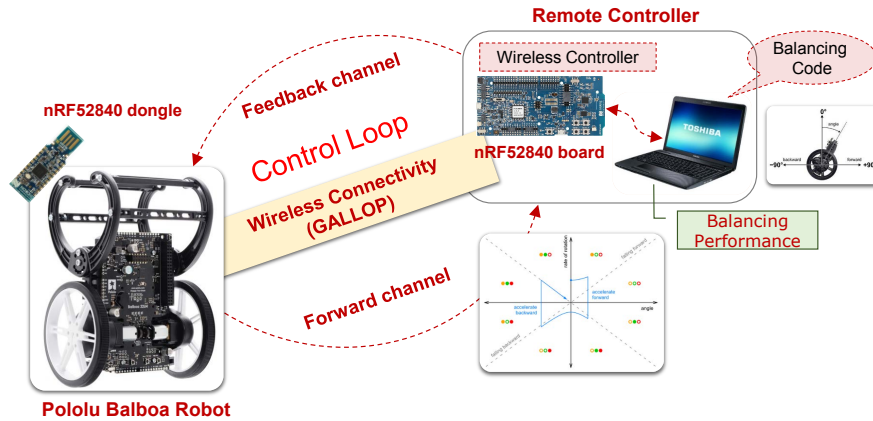 Remote Controller
Feedback channel
Wireless Controller
Balancing
Code
nRF52840 dongle
Control Loop
TOSHIBA
0°
angle
backward
forward
−90°
+90°
nRF52840 board
Wireless Connectivity
(GALLOP)
Balancing
Performance
rate of rotation
falling forward
accelerate
forward
accelerate
backward
angle
falling backward
Forward channel
Pololu Balboa Robot